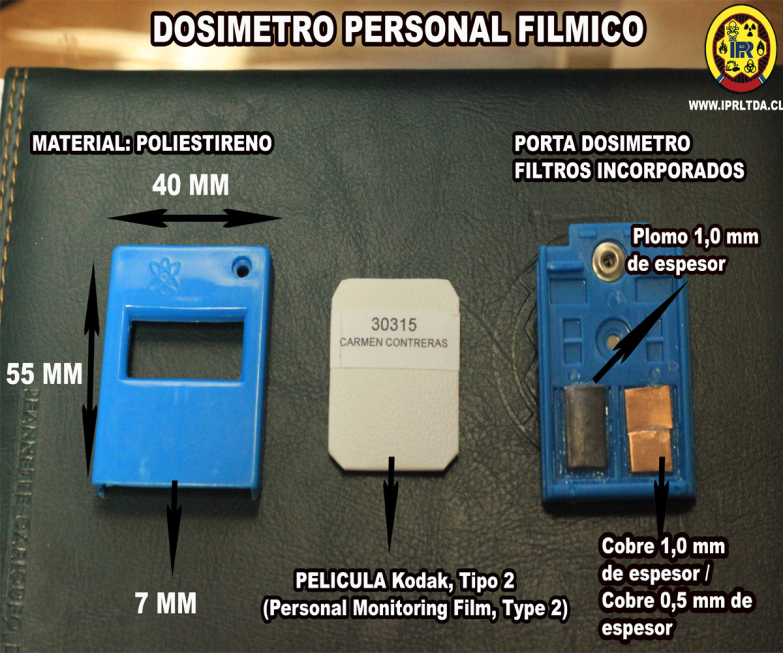 DOSIMETRO PERSONAL FILMICO
IPR
WWW.IPRLTDA.CL
MATERIAL: POLIESTIRENO
40 MM
PORTA DOSIMETRO
FILTROS INCORPORADOS
Plomo 1,0 mm
de espesor
30315
CARMEN CONTRERAS
55 MM
7 MM
PELICULA Kodak, Tipo 2
(Personal Monitoring Film, Type 2)
Cobre 1,0 mm
de espesor /
Cobre 0,5 mm de
espesor